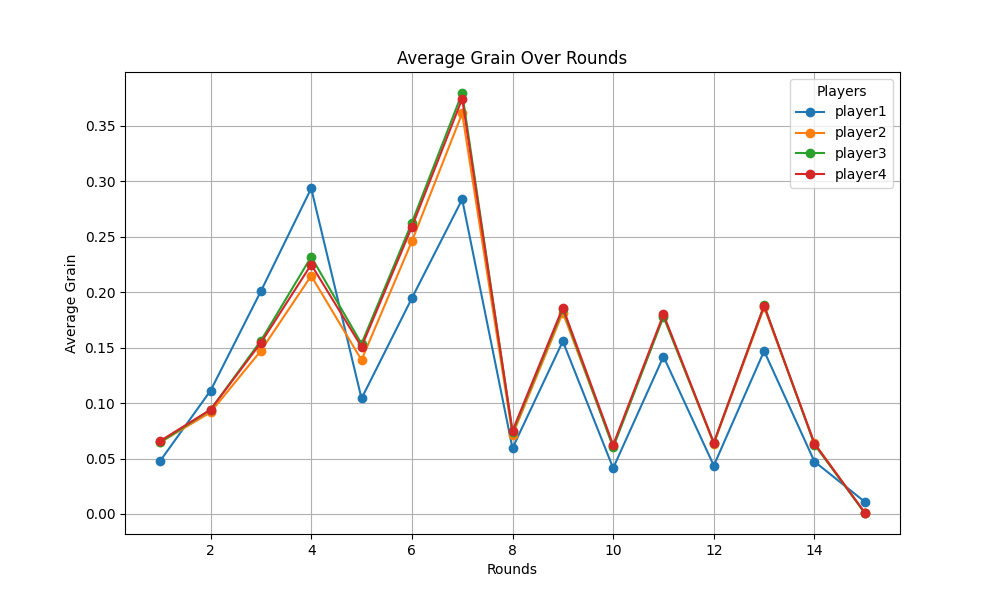 Average Grain Over Rounds
Players
player1
player2
player3
player4
Average Grain
0.35
0.30
0.25
0.20
0.15
0.10
0.05
0.00
2 4 6 8 10 12 14
Rounds